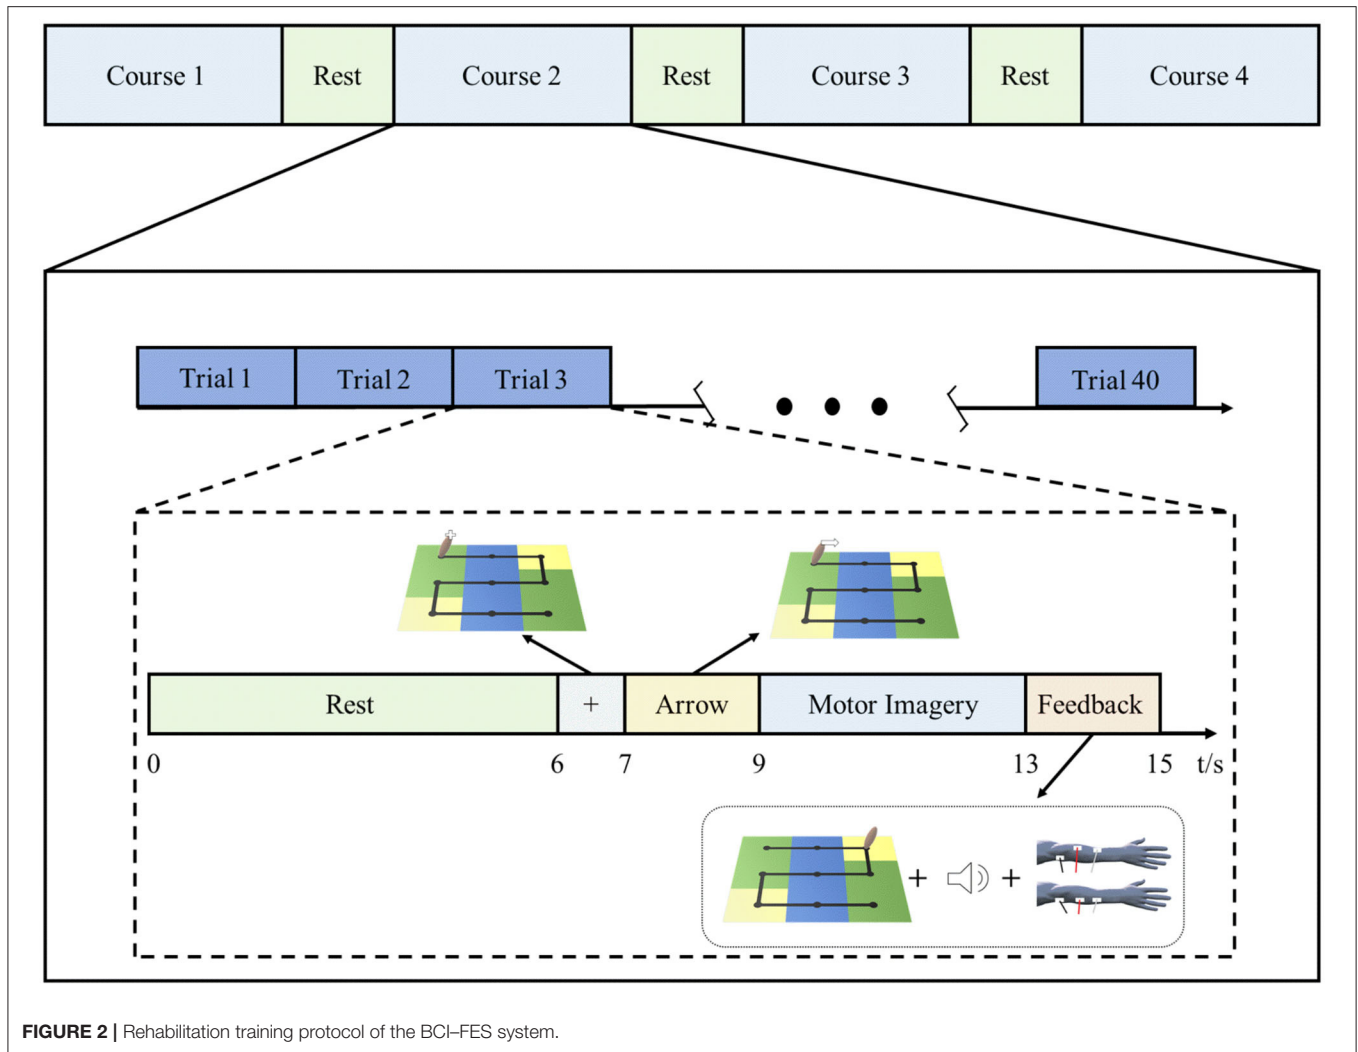 Course 1 Rest Course 2 Rest Course 3 Rest Course 4
Trial 1 Trial 2 Trial 3 Trial 40
Rest + Arrow Motor Imagery Feedback
0 6 7 9 13 15 t/s
+ +
FIGURE 2 | Rehabilitation training protocol of the BCI–FES system.